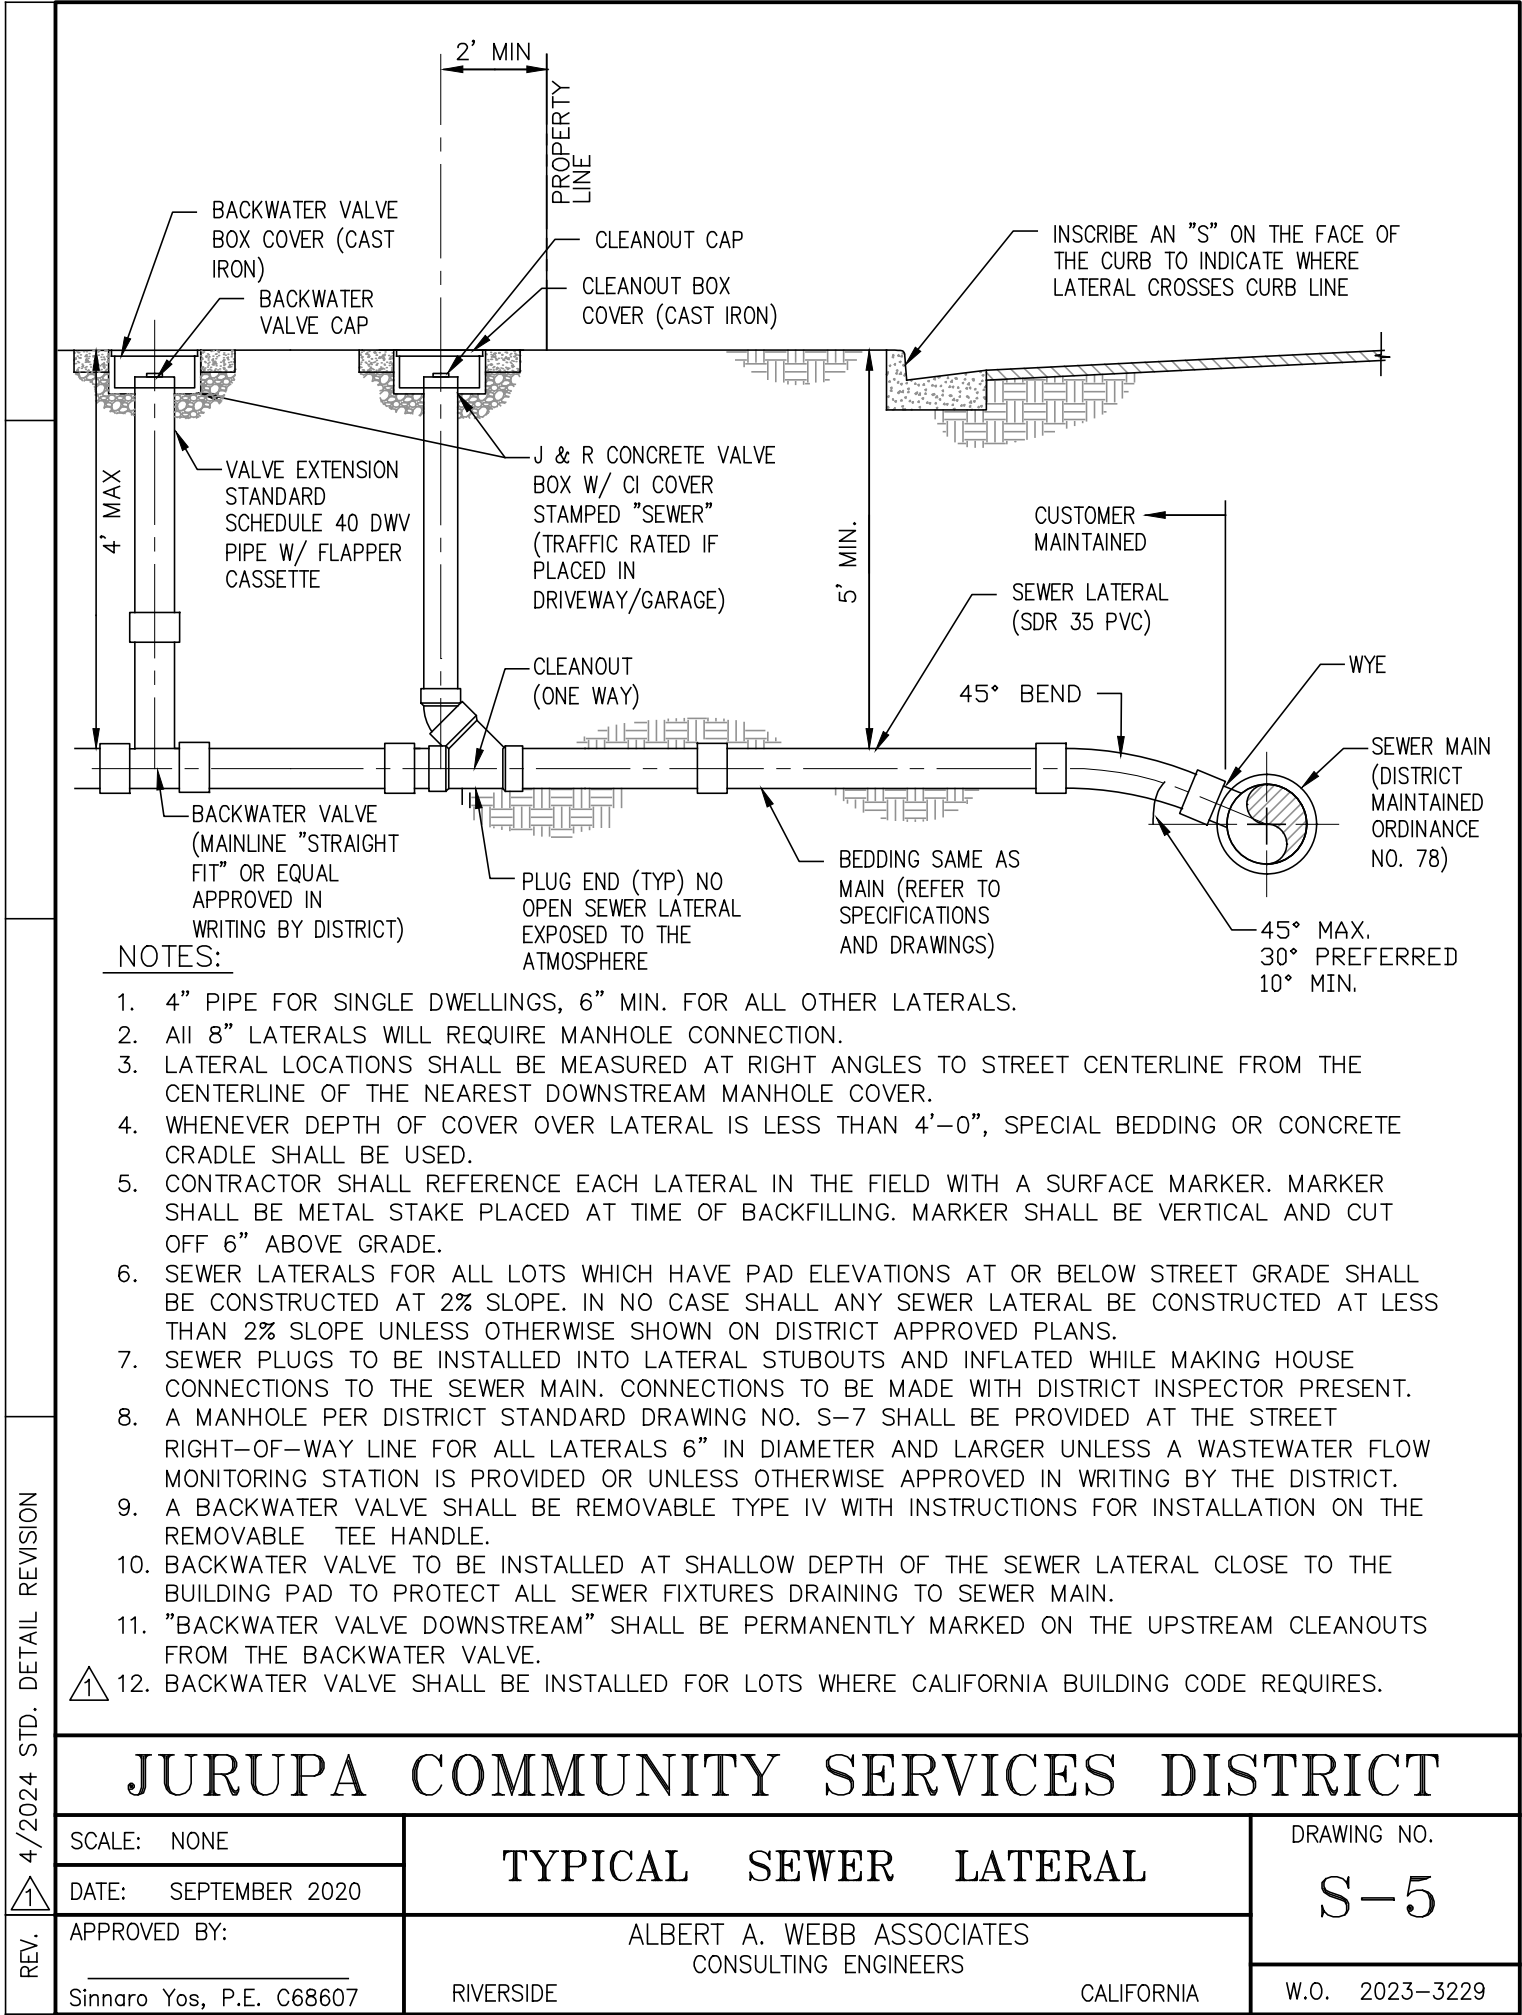 2' MIN
PROPERTY
LINE
BACKWATER VALVE
BOX COVER (CAST
IRON)
BACKWATER
VALVE CAP
CLEANOUT CAP
CLEANOUT BOX
COVER (CAST IRON)
INSCRIBE AN "S" ON THE FACE OF
THE CURB TO INDICATE WHERE
LATERAL CROSSES CURB LINE
4' MAX
VALVE EXTENSION
STANDARD
SCHEDULE 40 DWV
PIPE W/ FLAPPER
CASSETTE
J & R CONCRETE VALVE
BOX W/ CI COVER
STAMPED "SEWER"
(TRAFFIC RATED IF
PLACED IN
DRIVEWAY/GARAGE)
5' MIN.
CUSTOMER
MAINTAINED
SEWER LATERAL
(SDR 35 PVC)
CLEANOUT
(ONE WAY)
45° BEND
WYE
SEWER MAIN
(DISTRICT
MAINTAINED
ORDINANCE
NO. 78)
BACKWATER VALVE
(MAINLINE "STRAIGHT
FIT" OR EQUAL
APPROVED IN
WRITING BY DISTRICT)
PLUG END (TYP) NO
OPEN SEWER LATERAL
EXPOSED TO THE
ATMOSPHERE
BEDDING SAME AS
MAIN (REFER TO
SPECIFICATIONS
AND DRAWINGS)
45° MAX.
30° PREFERRED
10° MIN.
NOTES:
1. 4" PIPE FOR SINGLE DWELLINGS, 6" MIN. FOR ALL OTHER LATERALS.
2. All 8" LATERALS WILL REQUIRE MANHOLE CONNECTION.
3. LATERAL LOCATIONS SHALL BE MEASURED AT RIGHT ANGLES TO STREET CENTERLINE FROM THE
CENTERLINE OF THE NEAREST DOWNSTREAM MANHOLE COVER.
4. WHENEVER DEPTH OF COVER OVER LATERAL IS LESS THAN 4'-0", SPECIAL BEDDING OR CONCRETE
CRADLE SHALL BE USED.
5. CONTRACTOR SHALL REFERENCE EACH LATERAL IN THE FIELD WITH A SURFACE MARKER. MARKER
SHALL BE METAL STAKE PLACED AT TIME OF BACKFILLING. MARKER SHALL BE VERTICAL AND CUT
OFF 6" ABOVE GRADE.
6. SEWER LATERALS FOR ALL LOTS WHICH HAVE PAD ELEVATIONS AT OR BELOW STREET GRADE SHALL
BE CONSTRUCTED AT 2% SLOPE. IN NO CASE SHALL ANY SEWER LATERAL BE CONSTRUCTED AT LESS
THAN 2% SLOPE UNLESS OTHERWISE SHOWN ON DISTRICT APPROVED PLANS.
7. SEWER PLUGS TO BE INSTALLED INTO LATERAL STUBOUTS AND INFLATED WHILE MAKING HOUSE
CONNECTIONS TO THE SEWER MAIN. CONNECTIONS TO BE MADE WITH DISTRICT INSPECTOR PRESENT.
8. A MANHOLE PER DISTRICT STANDARD DRAWING NO. S-7 SHALL BE PROVIDED AT THE STREET
RIGHT-OF-WAY LINE FOR ALL LATERALS 6" IN DIAMETER AND LARGER UNLESS A WASTEWATER FLOW
MONITORING STATION IS PROVIDED OR UNLESS OTHERWISE APPROVED IN WRITING BY THE DISTRICT.
9. A BACKWATER VALVE SHALL BE REMOVABLE TYPE IV WITH INSTRUCTIONS FOR INSTALLATION ON THE
REMOVABLE TEE HANDLE.
10. BACKWATER VALVE TO BE INSTALLED AT SHALLOW DEPTH OF THE SEWER LATERAL CLOSE TO THE
BUILDING PAD TO PROTECT ALL SEWER FIXTURES DRAINING TO SEWER MAIN.
11. "BACKWATER VALVE DOWNSTREAM" SHALL BE PERMANENTLY MARKED ON THE UPSTREAM CLEANOUTS
FROM THE BACKWATER VALVE.
1 12. BACKWATER VALVE SHALL BE INSTALLED FOR LOTS WHERE CALIFORNIA BUILDING CODE REQUIRES.
REV. 1 4/2024 STD. DETAIL REVISION
JURUPA COMMUNITY SERVICES DISTRICT
SCALE: NONE
DATE: SEPTEMBER 2020
APPROVED BY:
Sinnaro Yos, P.E. C68607
TYPICAL SEWER LATERAL
ALBERT A. WEBB ASSOCIATES
CONSULTING ENGINEERS
RIVERSIDE CALIFORNIA
DRAWING NO.
S-5
W.O. 2023-3229